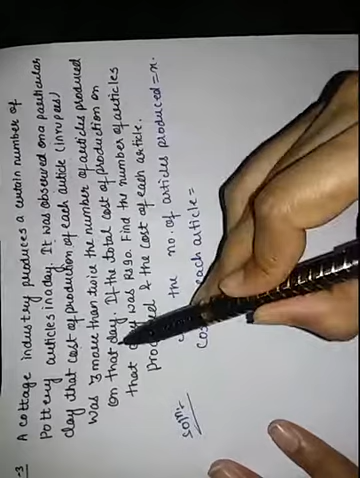 -3 A cottage industry produces a certain number of
pottery articles in a day. It was observed on a particular
day that cost of production of each article (in rupees)
was 3 more than twice the number of articles produced
on that day. If the total cost of production on
that was Rs 90. Find the number of articles
& the cost of each article.
soln:- the no. of articles produced = x.
each article =